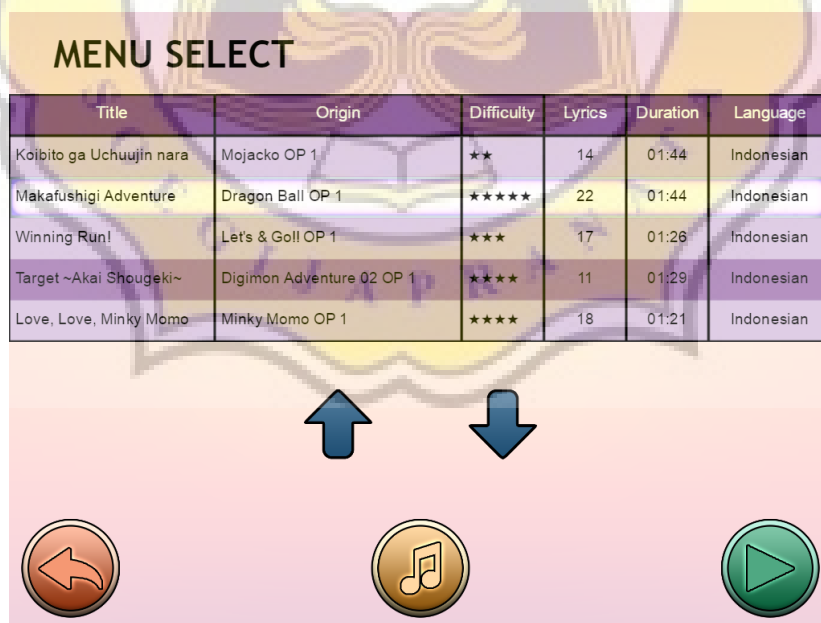 MENU SELECT
Title Origin Difficulty Lyrics Duration Language
Koibito ga Uchuujin nara Mojacko OP 1 ★★ 14 01:44 Indonesian
Makafushigi Adventure Dragon Ball OP 1 ★★★★★ 22 01:44 Indonesian
Winning Run! Let's & Go!! OP 1 ★★★ 17 01:26 Indonesian
Target ~Akai Shougeki~ Digimon Adventure 02 OP 1 ★★★★ 11 01:29 Indonesian
Love, Love, Minky Momo Minky Momo OP 1 ★★★★ 18 01:21 Indonesian